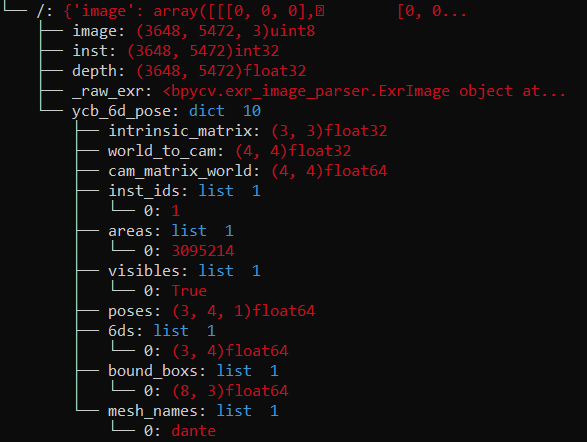 └── /: {'image': array([[[0, 0, 0],⍰ [0, 0...
├── image: (3648, 5472, 3)uint8
├── inst: (3648, 5472)int32
├── depth: (3648, 5472)float32
├── _raw_exr: <bpycv.exr_image_parser.ExrImage object at...
└── ycb_6d_pose: dict  10
├── intrinsic_matrix: (3, 3)float32
├── world_to_cam: (4, 4)float32
├── cam_matrix_world: (4, 4)float64
├── inst_ids: list  1
│   └── 0: 1
├── areas: list  1
│   └── 0: 3095214
├── visibles: list  1
│   └── 0: True
├── poses: (3, 4, 1)float64
├── 6ds: list  1
│   └── 0: (3, 4)float64
├── bound_boxs: list  1
│   └── 0: (8, 3)float64
└── mesh_names: list  1
└── 0: dante